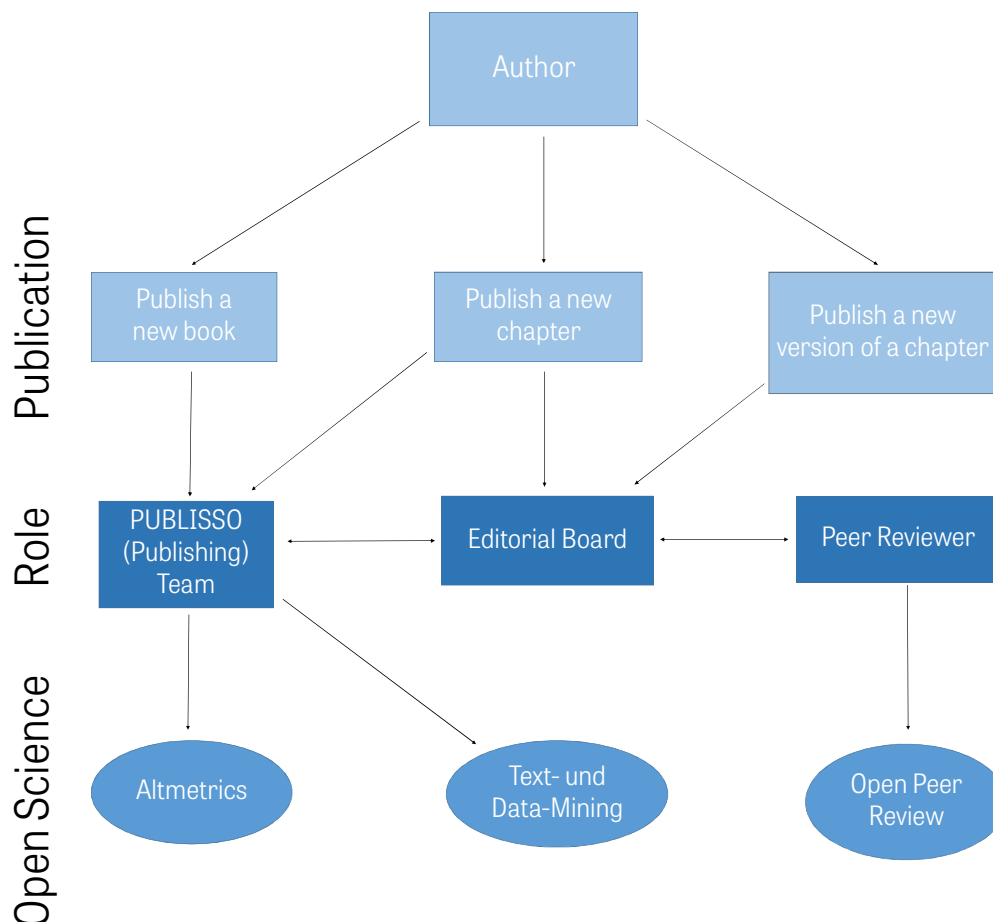 Author
Publication
Publish a
new book
Publish a new
chapter
Publish a new
version of a chapter
Role
PUBLISSO
(Publishing)
Team
Editorial Board
Peer Reviewer
Open Science
Altmetrics
Text- und
Data-Mining
Open Peer
Review